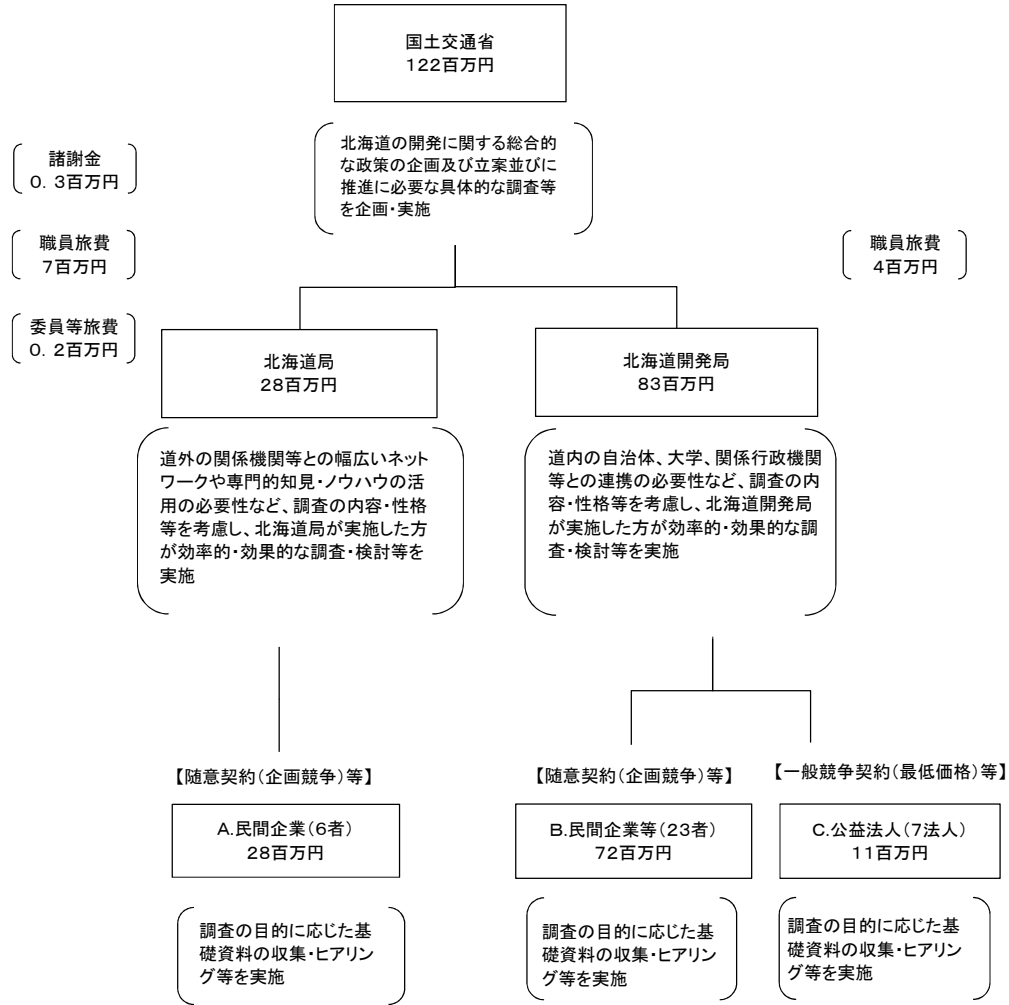 国土交通省
122百万円
北海道の開発に関する総合的
な政策の企画及び立案並びに
推進に必要な具体的な調査等
を企画・実施
諸謝金
0.3百万円
職員旅費
7百万円
委員等旅費
0.2百万円
職員旅費
4百万円
北海道局
28百万円
北海道開発局
83百万円
道外の関係機関等との幅広いネット
ワークや専門的知見・ノウハウの活
用の必要性など、調査の内容・性格
等を考慮し、北海道局が実施した方
が効率的・効果的な調査・検討等を
実施
道内の自治体、大学、関係行政機関
等との連携の必要性など、調査の内
容・性格等を考慮し、北海道開発局
が実施した方が効率的・効果的な調
査・検討等を実施
【随意契約(企画競争)等】
A.民間企業(6者)
28百万円
調査の目的に応じた基
礎資料の収集・ヒアリン
グ等を実施
【随意契約(企画競争)等】
B.民間企業等(23者)
72百万円
調査の目的に応じた基
礎資料の収集・ヒアリン
グ等を実施
【一般競争契約(最低価格)等】
C.公益法人(7法人)
11百万円
調査の目的に応じた基
礎資料の収集・ヒアリン
グ等を実施